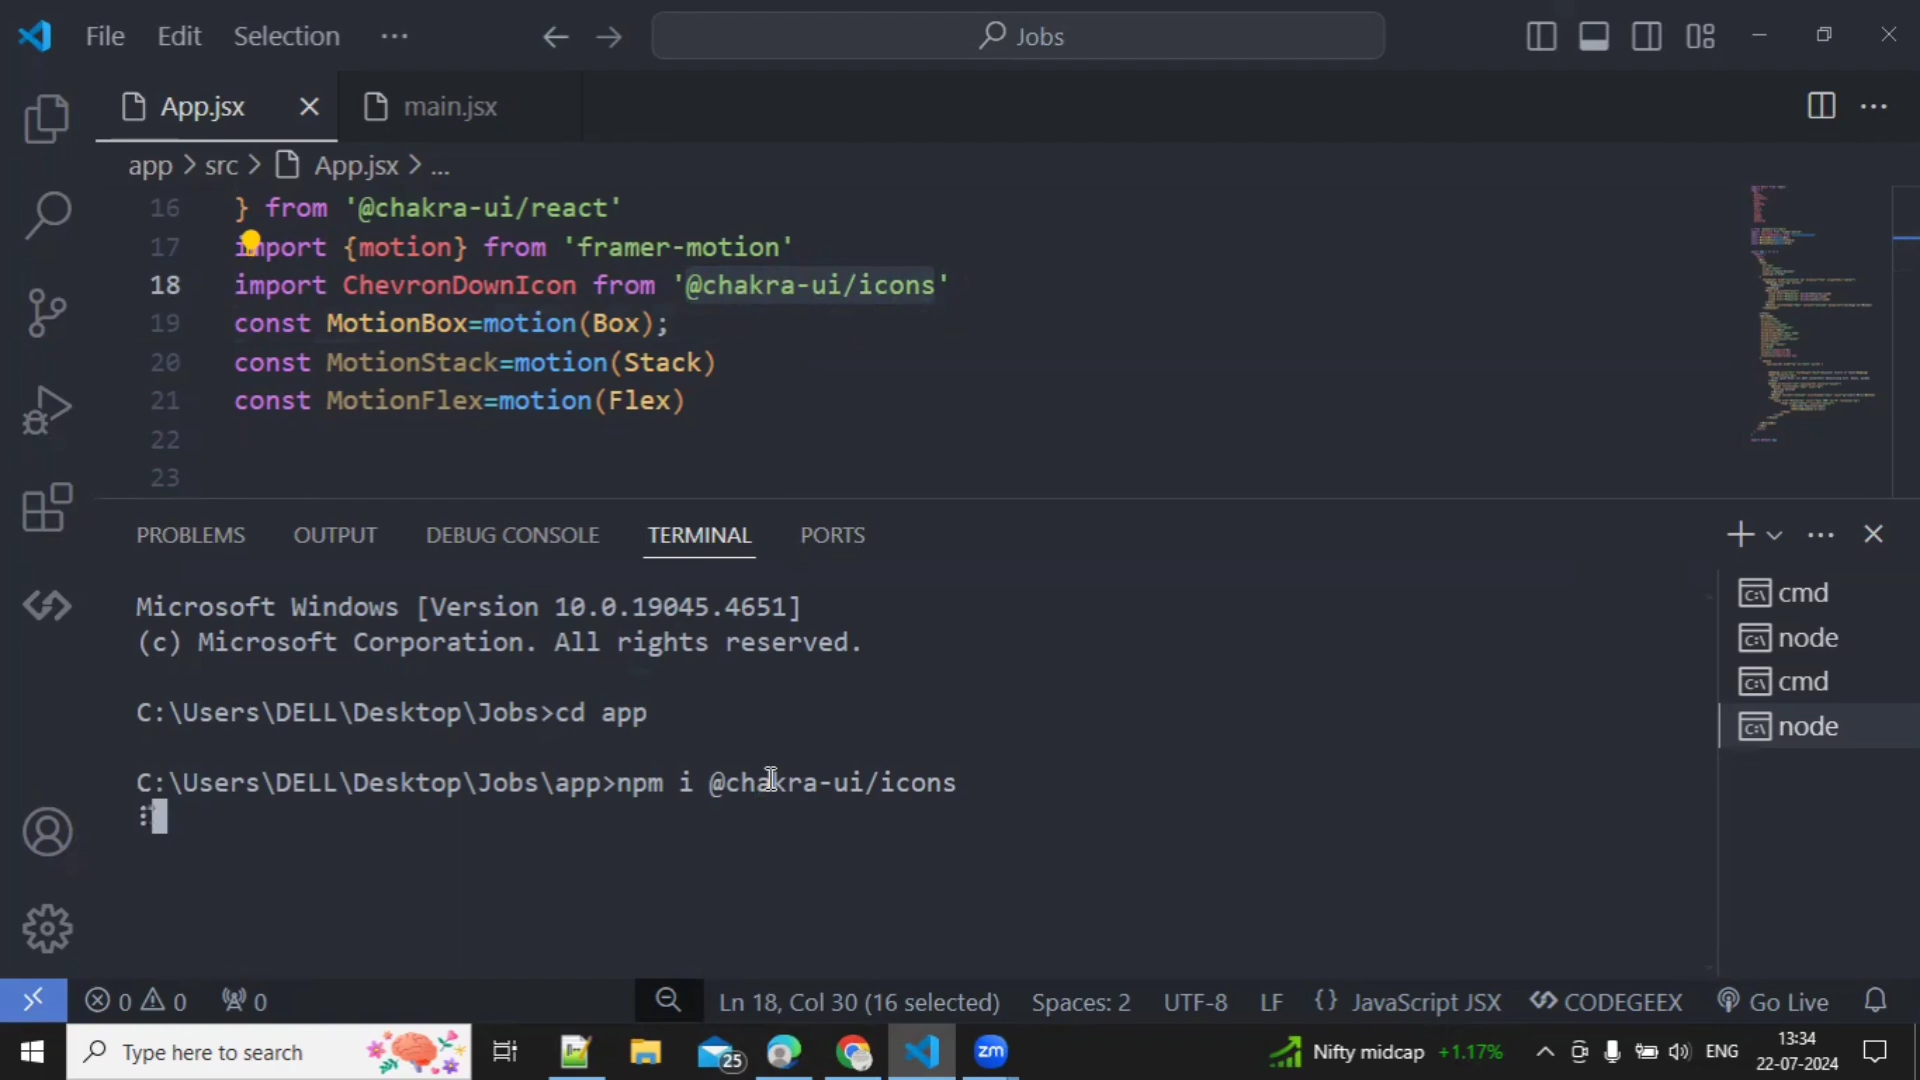 File Edit Selection ··· Jobs
App.jsx main.jsx
app > src > App.jsx > ...
16 } from '@chakra-ui/react'
17 import {motion} from 'framer-motion'
18 import ChevronDownIcon from '@chakra-ui/icons'
19 const MotionBox=motion(Box);
20 const MotionStack=motion(Stack)
21 const MotionFlex=motion(Flex)
22
23
PROBLEMS OUTPUT DEBUG CONSOLE TERMINAL PORTS
Microsoft Windows [Version 10.0.19045.4651]
(c) Microsoft Corporation. All rights reserved.
C:\Users\DELL\Desktop\Jobs>cd app
C:\Users\DELL\Desktop\Jobs\app>npm i @chakra-ui/icons
cmd
node
cmd
node
0 0 0 Ln 18, Col 30 (16 selected) Spaces: 2 UTF-8 LF {} JavaScript JSX CODEGEEX Go Live
Type here to search 25 zm Nifty midcap +1.17% ENG 13:34
22-07-2024